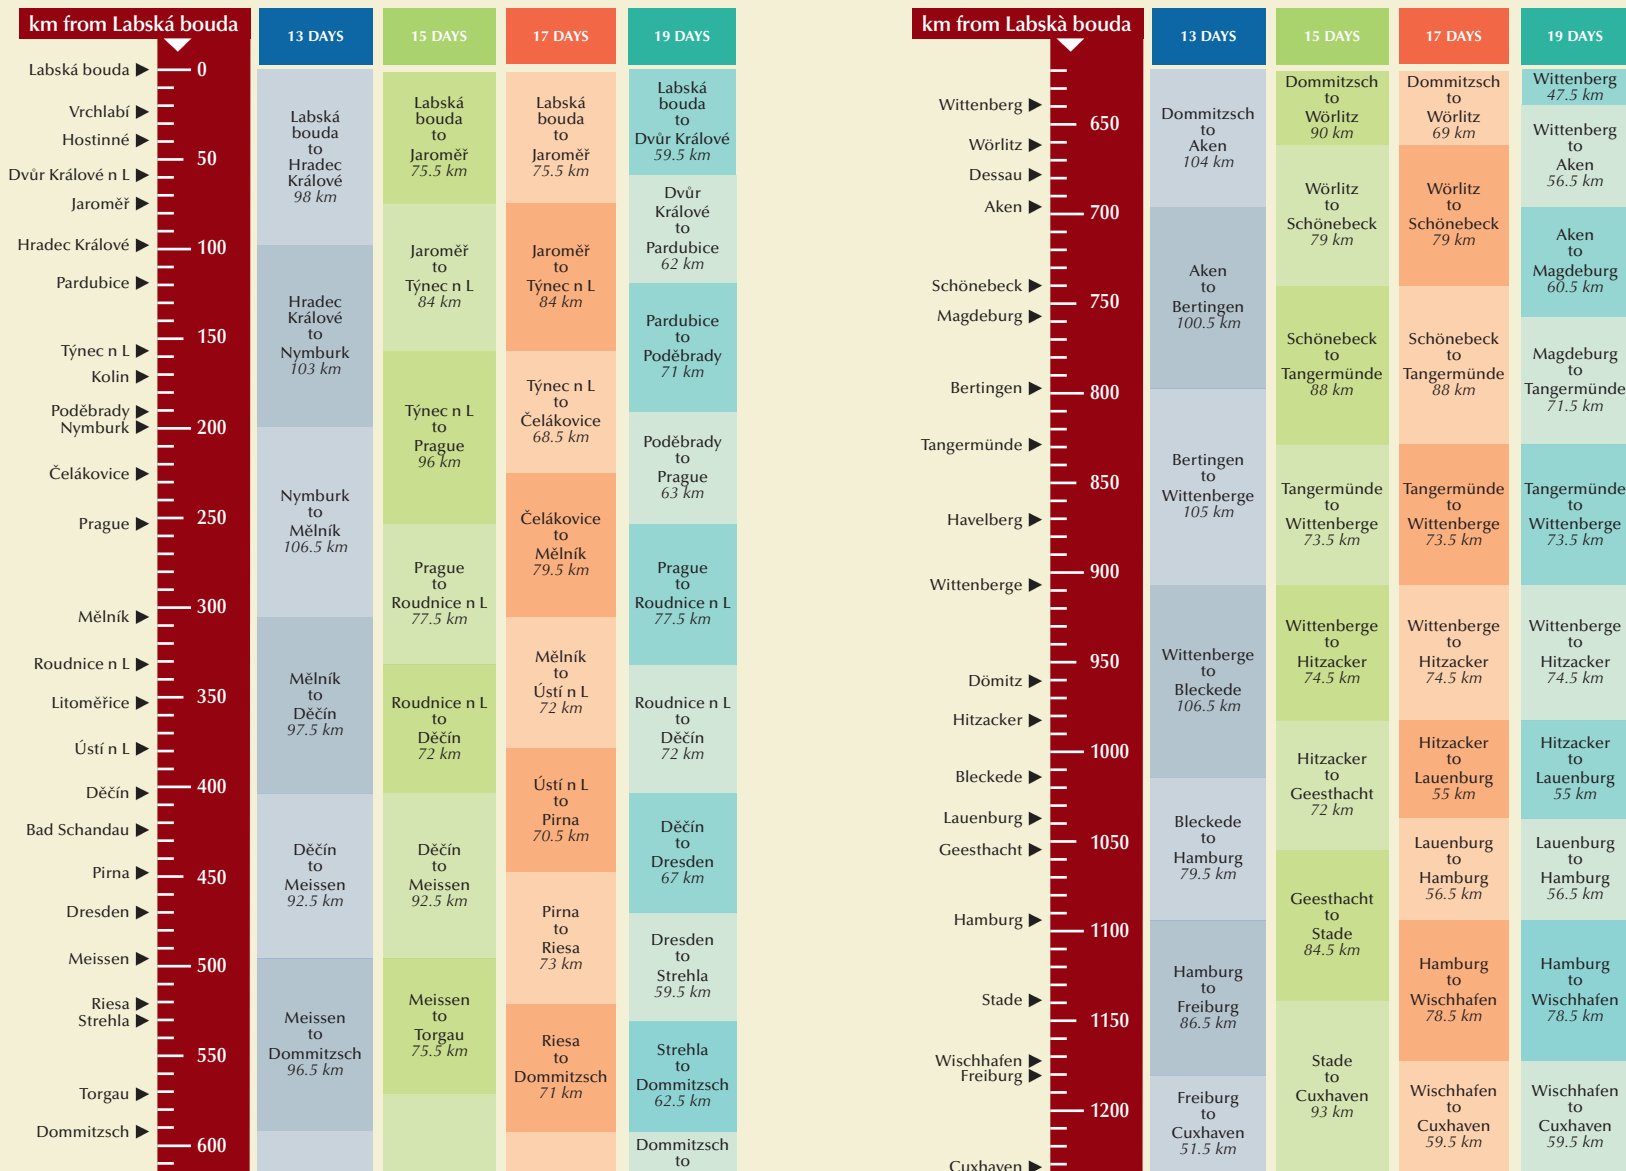 km from Labská bouda
13 DAYS
15 DAYS
17 DAYS
19 DAYS
Labská bouda
Vrchlabí
Hostinné
Dvůr Králové n L
Jaroměř
Hradec Králové
Pardubice
Týnec n L
Kolin
Poděbrady
Nymburk
Čelákovice
Prague
Mělník
Roudnice n L
Litoměřice
Ústí n L
Děčín
Bad Schandau
Pirna
Dresden
Meissen
Riesa
Strehla
Torgau
Dommitzsch
0
50
100
150
200
250
300
350
400
450
500
550
600
Labská
bouda
to
Hradec
Králové
98 km
Hradec
Králové
to
Nymburk
103 km
Nymburk
to
Mělník
106.5 km
Mělník
to
Děčín
97.5 km
Děčín
to
Meissen
92.5 km
Meissen
to
Dommitzsch
96.5 km
Labská
bouda
to
Jaroměř
75.5 km
Jaroměř
to
Týnec n L
84 km
Týnec n L
to
Prague
96 km
Prague
to
Roudnice n L
77.5 km
Roudnice n L
to
Děčín
72 km
Děčín
to
Meissen
92.5 km
Meissen
to
Torgau
75.5 km
Labská
bouda
to
Jaroměř
75.5 km
Jaroměř
to
Týnec n L
84 km
Týnec n L
to
Čelákovice
68.5 km
Čelákovice
to
Mělník
79.5 km
Mělník
to
Ústí n L
72 km
Ústí n L
to
Pirna
70.5 km
Pirna
to
Riesa
73 km
Riesa
to
Dommitzsch
71 km
Labská
bouda
to
Dvůr Králové
59.5 km
Dvůr
Králové
to
Pardubice
62 km
Pardubice
to
Poděbrady
71 km
Poděbrady
to
Prague
63 km
Prague
to
Roudnice n L
77.5 km
Roudnice n L
to
Děčín
72 km
Děčín
to
Dresden
67 km
Dresden
to
Strehla
59.5 km
Strehla
to
Dommitzsch
62.5 km
Dommitzsch
to
km from Labskà bouda
13 DAYS
15 DAYS
17 DAYS
19 DAYS
Wittenberg
Wörlitz
Dessau
Aken
Schönebeck
Magdeburg
Bertingen
Tangermünde
Havelberg
Wittenberge
Dömitz
Hitzacker
Bleckede
Lauenburg
Geesthacht
Hamburg
Stade
Wischhafen
Freiburg
Cuxhaven
650
700
750
800
850
900
950
1000
1050
1100
1150
1200
Dommitzsch
to
Aken
104 km
Aken
to
Bertingen
100.5 km
Bertingen
to
Wittenberge
105 km
Wittenberge
to
Bleckede
106.5 km
Bleckede
to
Hamburg
79.5 km
Hamburg
to
Freiburg
86.5 km
Freiburg
to
Cuxhaven
51.5 km
Dommitzsch
to
Wörlitz
90 km
Wörlitz
to
Schönebeck
79 km
Schönebeck
to
Tangermünde
88 km
Tangermünde
to
Wittenberge
73.5 km
Wittenberge
to
Hitzacker
74.5 km
Hitzacker
to
Geesthacht
72 km
Geesthacht
to
Stade
84.5 km
Stade
to
Cuxhaven
93 km
Dommitzsch
to
Wörlitz
69 km
Wörlitz
to
Schönebeck
79 km
Schönebeck
to
Tangermünde
88 km
Tangermünde
to
Wittenberge
73.5 km
Wittenberge
to
Hitzacker
74.5 km
Hitzacker
to
Lauenburg
55 km
Lauenburg
to
Hamburg
56.5 km
Hamburg
to
Wischhafen
78.5 km
Wischhafen
to
Cuxhaven
59.5 km
Wittenberg
47.5 km
Wittenberg
to
Aken
56.5 km
Aken
to
Magdeburg
60.5 km
Magdeburg
to
Tangermünde
71.5 km
Tangermünde
to
Wittenberge
73.5 km
Wittenberge
to
Hitzacker
74.5 km
Hitzacker
to
Lauenburg
55 km
Lauenburg
to
Hamburg
56.5 km
Hamburg
to
Wischhafen
78.5 km
Wischhafen
to
Cuxhaven
59.5 km